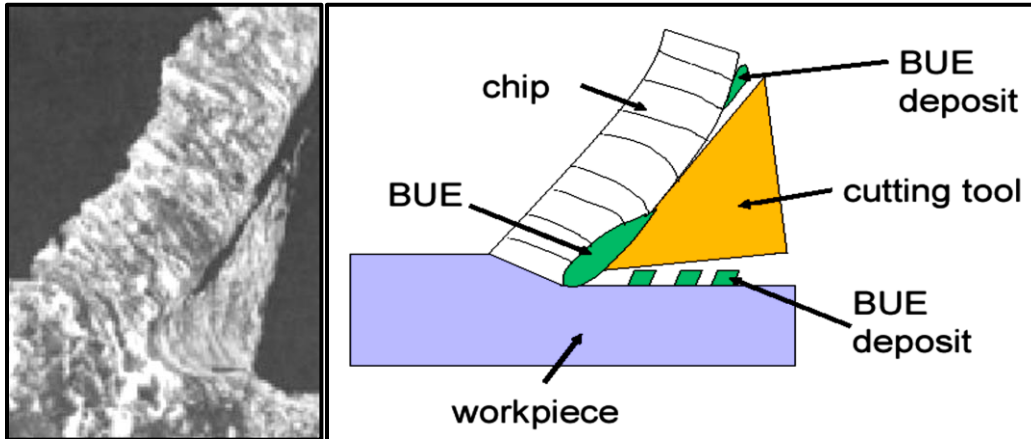 BUE
deposit
chip
BUE
cutting tool
BUE
deposit
workpiece